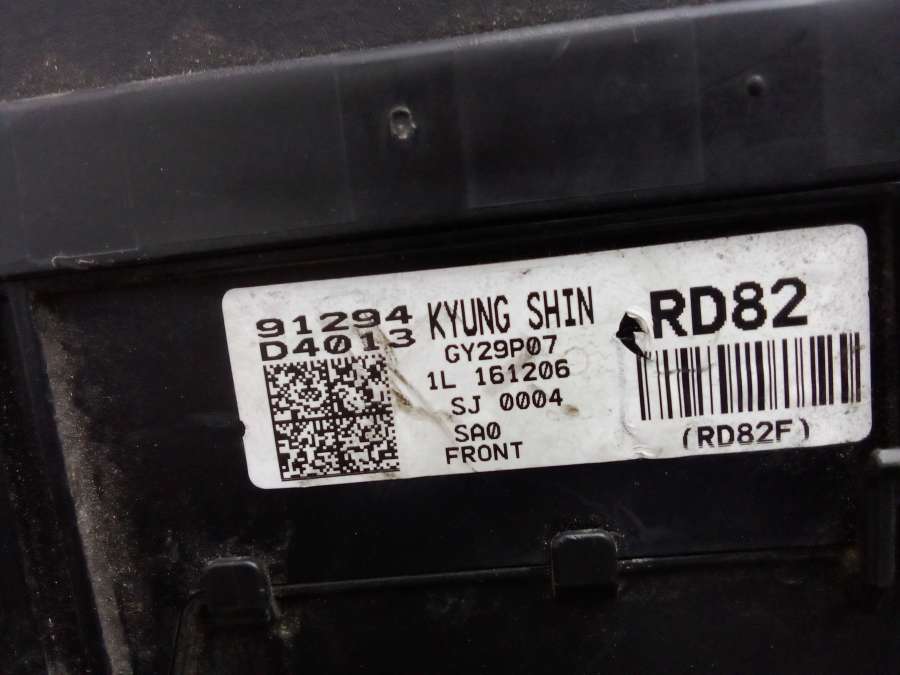 91294
D4013
KYUNG SHIN
GY29P07
1L 161206
SJ 0004
SA0
FRONT
RD82
(RD82F)